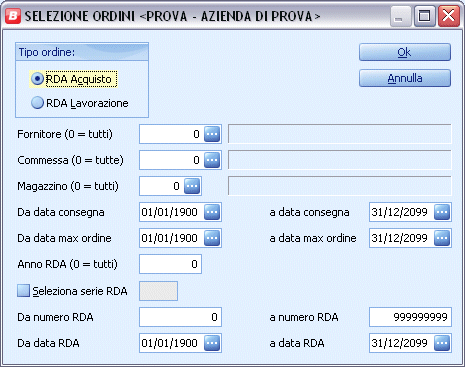 B SELEZIONE ORDINI <PROVA - AZIENDA DI PROVA>
Tipo ordine:
RDA Acquisto
RDA Lavorazione
Ok
Annulla
Fornitore (0 = tutti) 0 ...
Commessa (0 = tutte) 0 ...
Magazzino (0 = tutti) 0 ...
Da data consegna 01/01/1900 ... a data consegna 31/12/2099 ...
Da data max ordine 01/01/1900 ... a data max ordine 31/12/2099 ...
Anno RDA (0 = tutti) 0
Seleziona serie RDA
Da numero RDA 0 a numero RDA 999999999
Da data RDA 01/01/1900 ... a data RDA 31/12/2099 ...